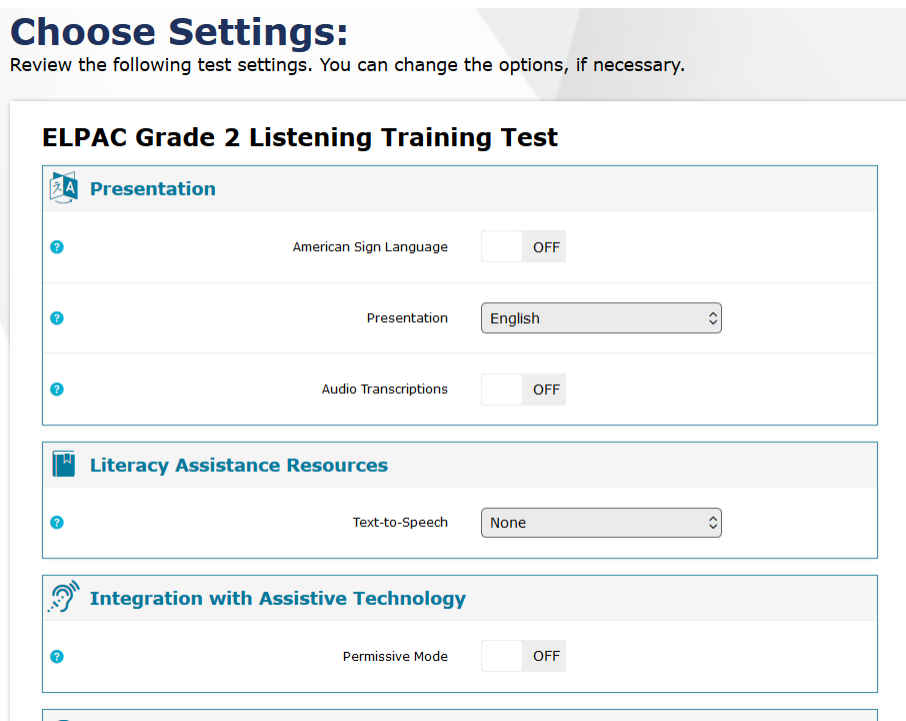 Choose Settings:
Review the following test settings. You can change the options, if necessary.
ELPAC Grade 2 Listening Training Test
Presentation
American Sign Language OFF
Presentation English
Audio Transcriptions OFF
Literacy Assistance Resources
Text-to-Speech None
Integration with Assistive Technology
Permissive Mode OFF